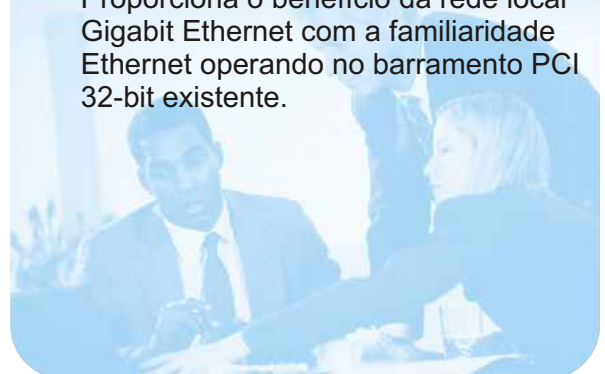 Proporciona o benefício da rede local
Gigabit Ethernet com a familiaridade
Ethernet operando no barramento PCI
32-bit existente.